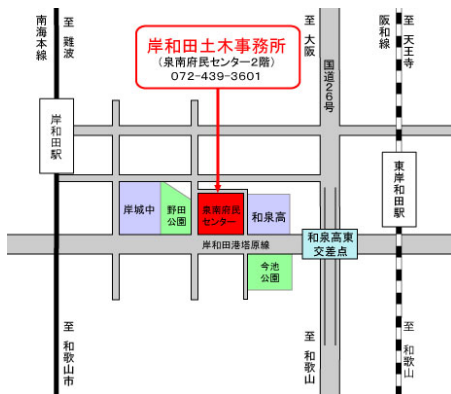 南海本線
至 難波
岸和田土木事務所
(泉南府民センター2階)
072-439-3601
至 大阪
国道26号
阪和線
至 天王寺
岸和田駅
東岸和田駅
岸城中
野田
公園
泉南府民
センター
和泉高
岸和田港塔原線
和泉高東
交差点
今池
公園
至 和歌山市
至 和歌山
至 和歌山